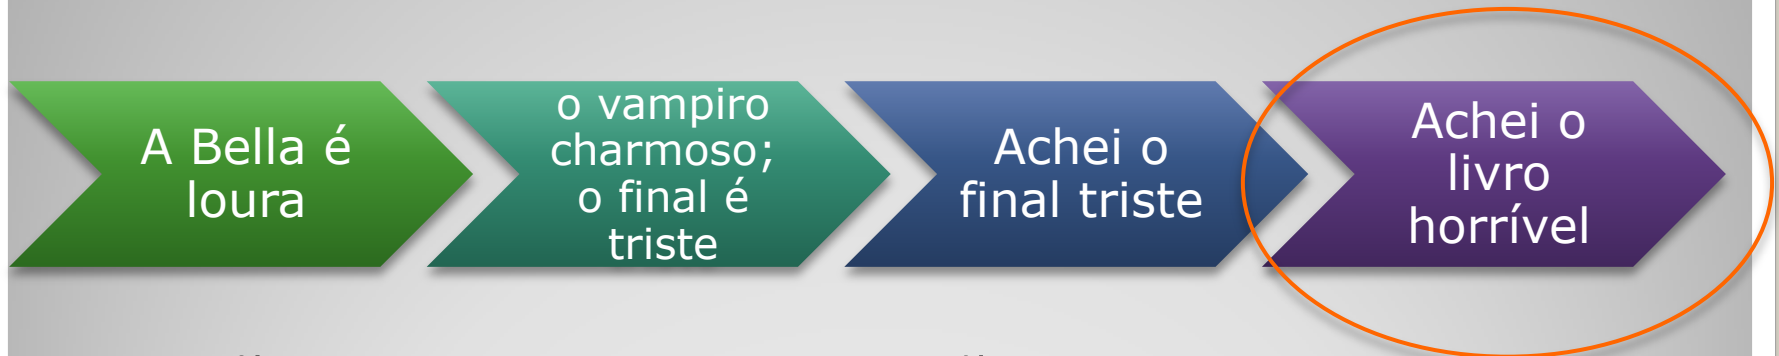 A Bella é
loura
o vampiro
charmoso;
o final é
triste
Achei o
final triste
Achei o
livro
horrível